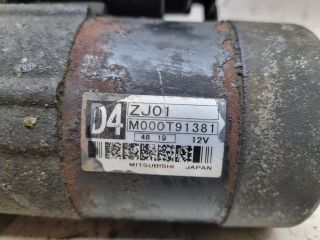 D4
ZJ01
M000T91381
48 19 12V
MITSUBISHI JAPAN